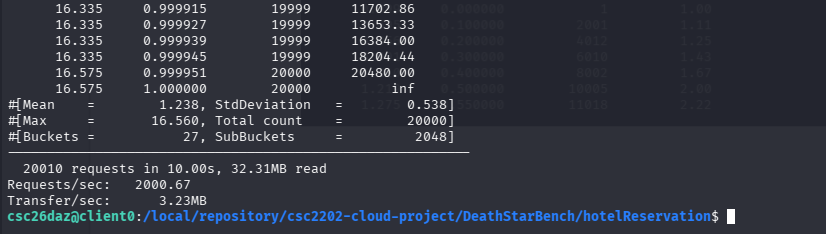 16.335 0.999915 19999 11702.86
16.335 0.999927 19999 13653.33
16.335 0.999939 19999 16384.00
16.335 0.999945 19999 18204.44
16.575 0.999951 20000 20480.00
16.575 1.000000 20000 inf
#[Mean = 1.238, StdDeviation = 0.538]
#[Max = 16.560, Total count = 20000]
#[Buckets = 27, SubBuckets = 2048]
----------------------------------------------------------
20010 requests in 10.00s, 32.31MB read
Requests/sec: 2000.67
Transfer/sec: 3.23MB
csc26daz@client0:/local/repository/csc2202-cloud-project/DeathStarBench/hotelReservation$